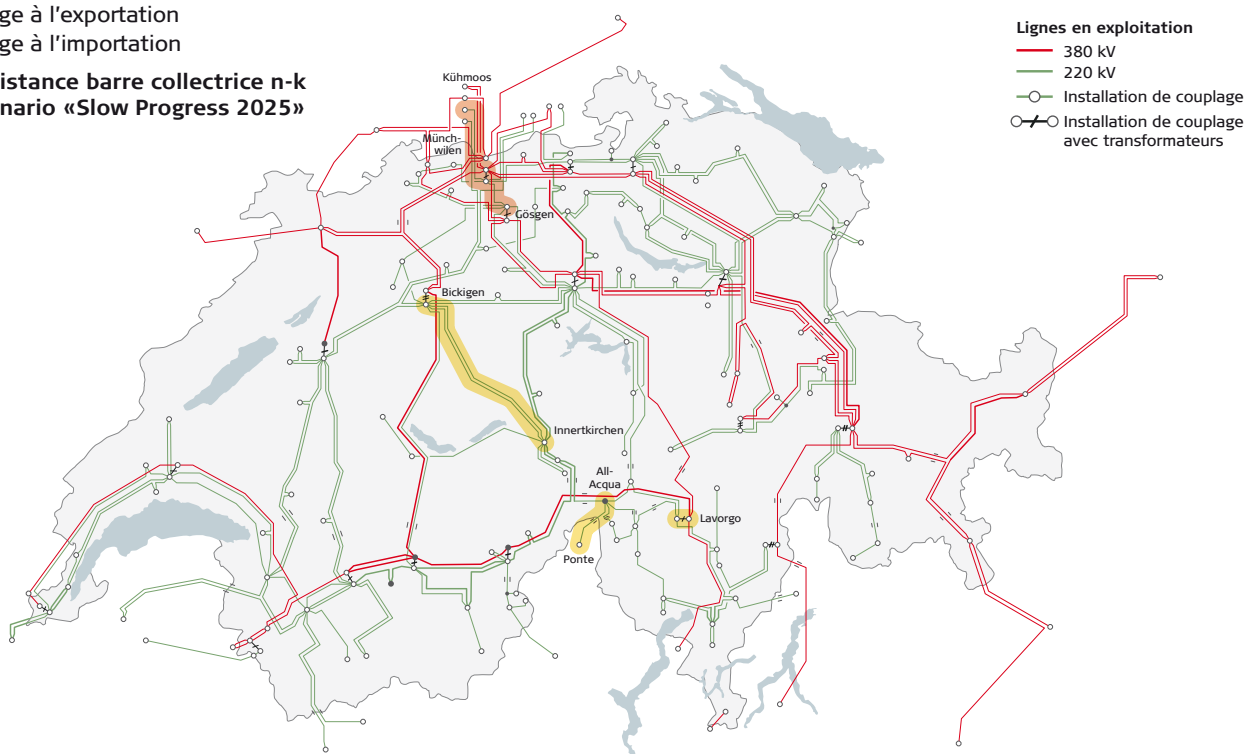 ge à l'exportation
ge à l'importation
istance barre collectrice n-k
nario «Slow Progress 2025»
Lignes en exploitation
380 kV
220 kV
Installation de couplage
Installation de couplage
avec transformateurs
Kühmoos
Münch-
wilen
Gösgen
Bickigen
Innertkirchen
All-
Acqua
Lavorgo
Ponte